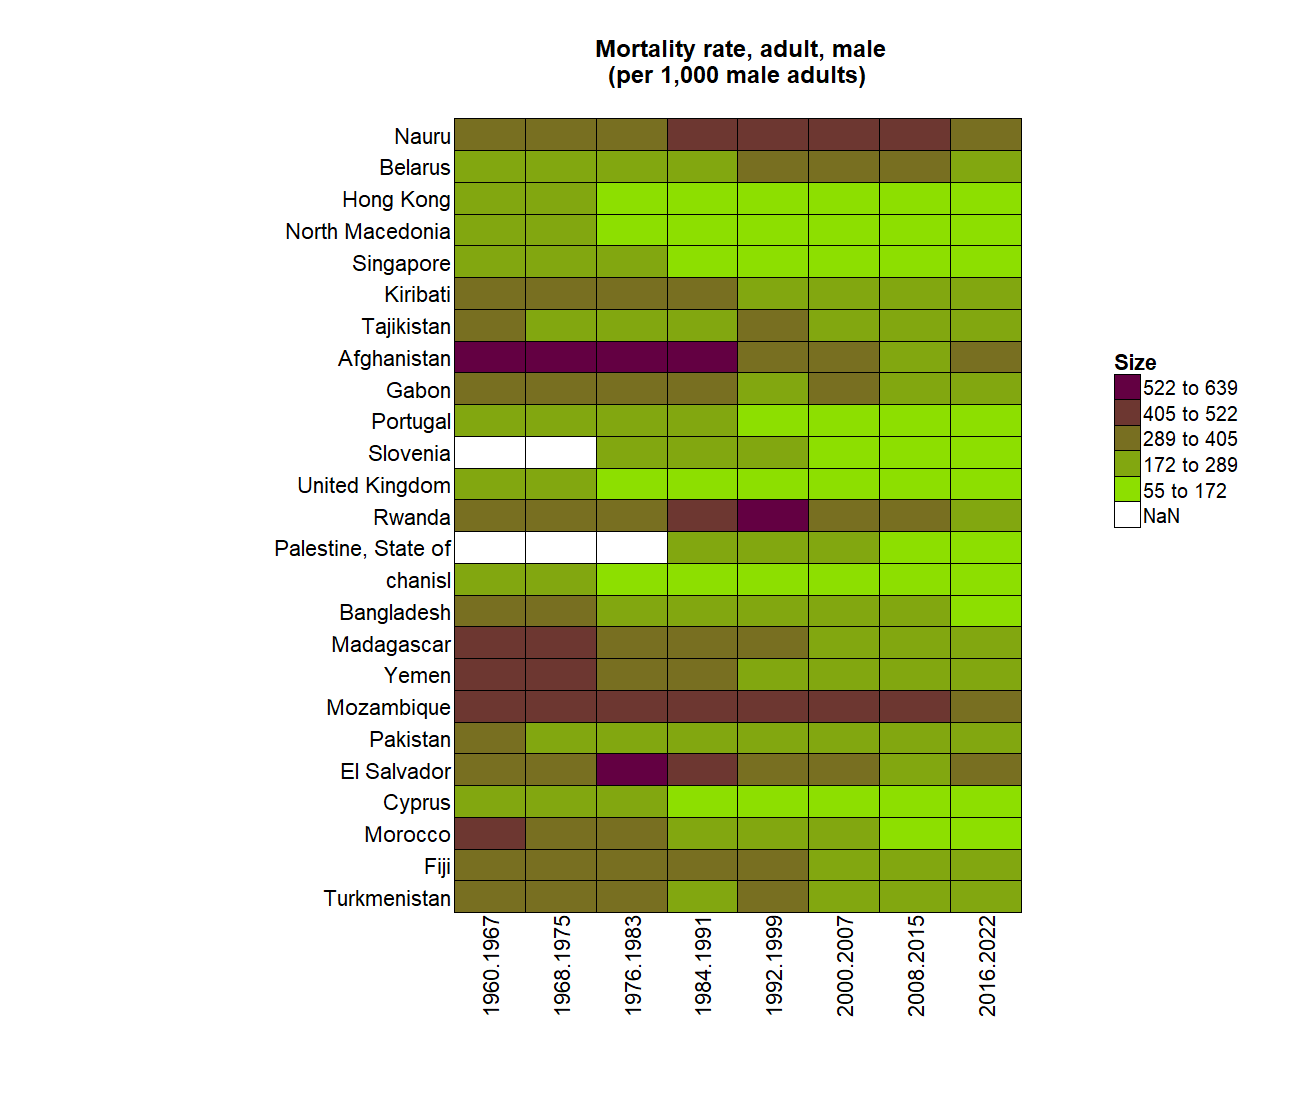 Mortality rate, adult, male
(per 1,000 male adults)
Nauru
Belarus
Hong Kong
North Macedonia
Singapore
Kiribati
Tajikistan
Afghanistan
Gabon
Portugal
Slovenia
United Kingdom
Rwanda
Palestine, State of
chanisl
Bangladesh
Madagascar
Yemen
Mozambique
Pakistan
El Salvador
Cyprus
Morocco
Fiji
Turkmenistan
1960.1967
1968.1975
1976.1983
1984.1991
1992.1999
2000.2007
2008.2015
2016.2022
Size
522 to 639
405 to 522
289 to 405
172 to 289
55 to 172
NaN